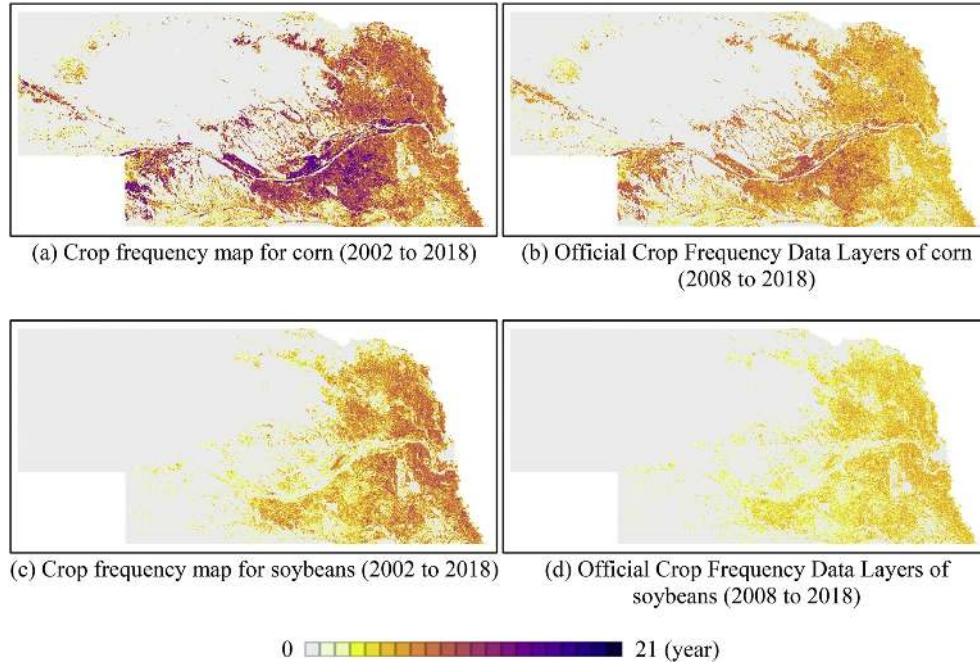 (a) Crop frequency map for corn (2002 to 2018)
(b) Official Crop Frequency Data Layers of corn
(2008 to 2018)
(c) Crop frequency map for soybeans (2002 to 2018)
(d) Official Crop Frequency Data Layers of
soybeans (2008 to 2018)
0 21 (year)